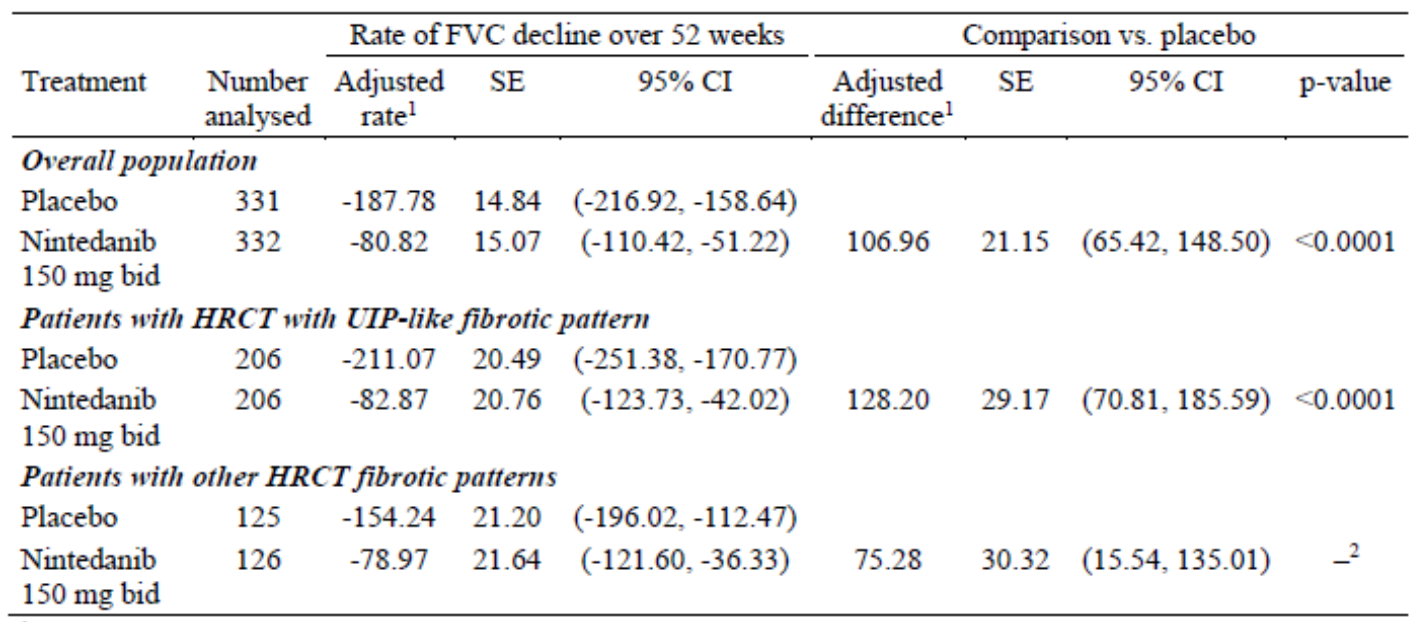 Rate of FVC decline over 52 weeks Comparison vs. placebo
Treatment Number Adjusted SE 95% CI Adjusted SE 95% CI p-value
analysed rate1 difference1
Overall population
Placebo 331 -187.78 14.84 (-216.92, -158.64)
Nintedanib 332 -80.82 15.07 (-110.42, -51.22) 106.96 21.15 (65.42, 148.50) <0.0001
150 mg bid
Patients with HRCT with UIP-like fibrotic pattern
Placebo 206 -211.07 20.49 (-251.38, -170.77)
Nintedanib 206 -82.87 20.76 (-123.73, -42.02) 128.20 29.17 (70.81, 185.59) <0.0001
150 mg bid
Patients with other HRCT fibrotic patterns
Placebo 125 -154.24 21.20 (-196.02, -112.47)
Nintedanib 126 -78.97 21.64 (-121.60, -36.33) 75.28 30.32 (15.54, 135.01) –2
150 mg bid